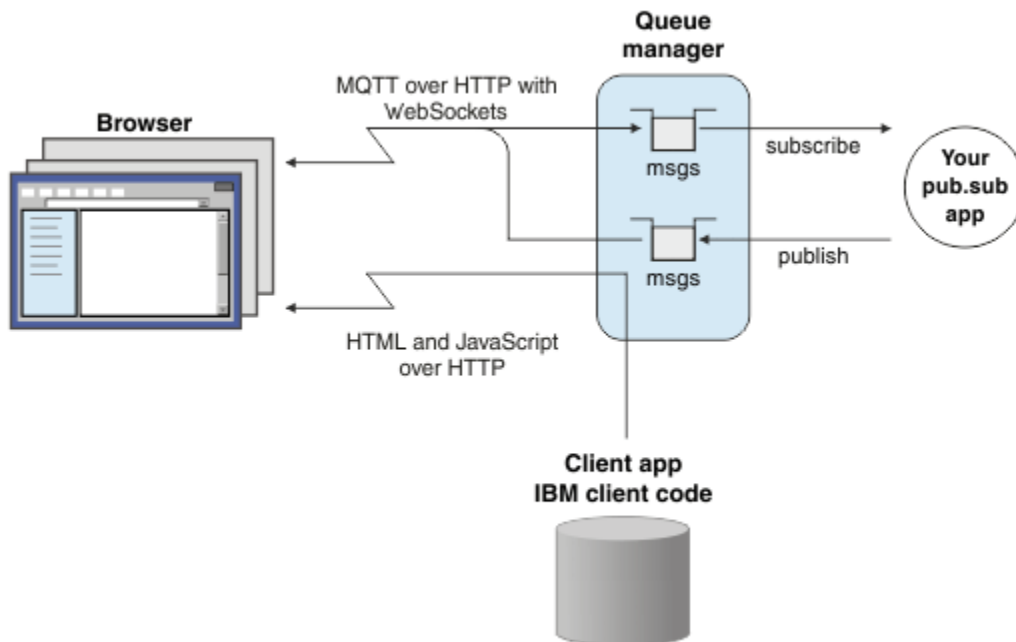 Queue
manager
MQTT over HTTP with
WebSockets
Browser
msgs
subscribe
Your
pub.sub
app
msgs
publish
HTML and JavaScript
over HTTP
Client app
IBM client code